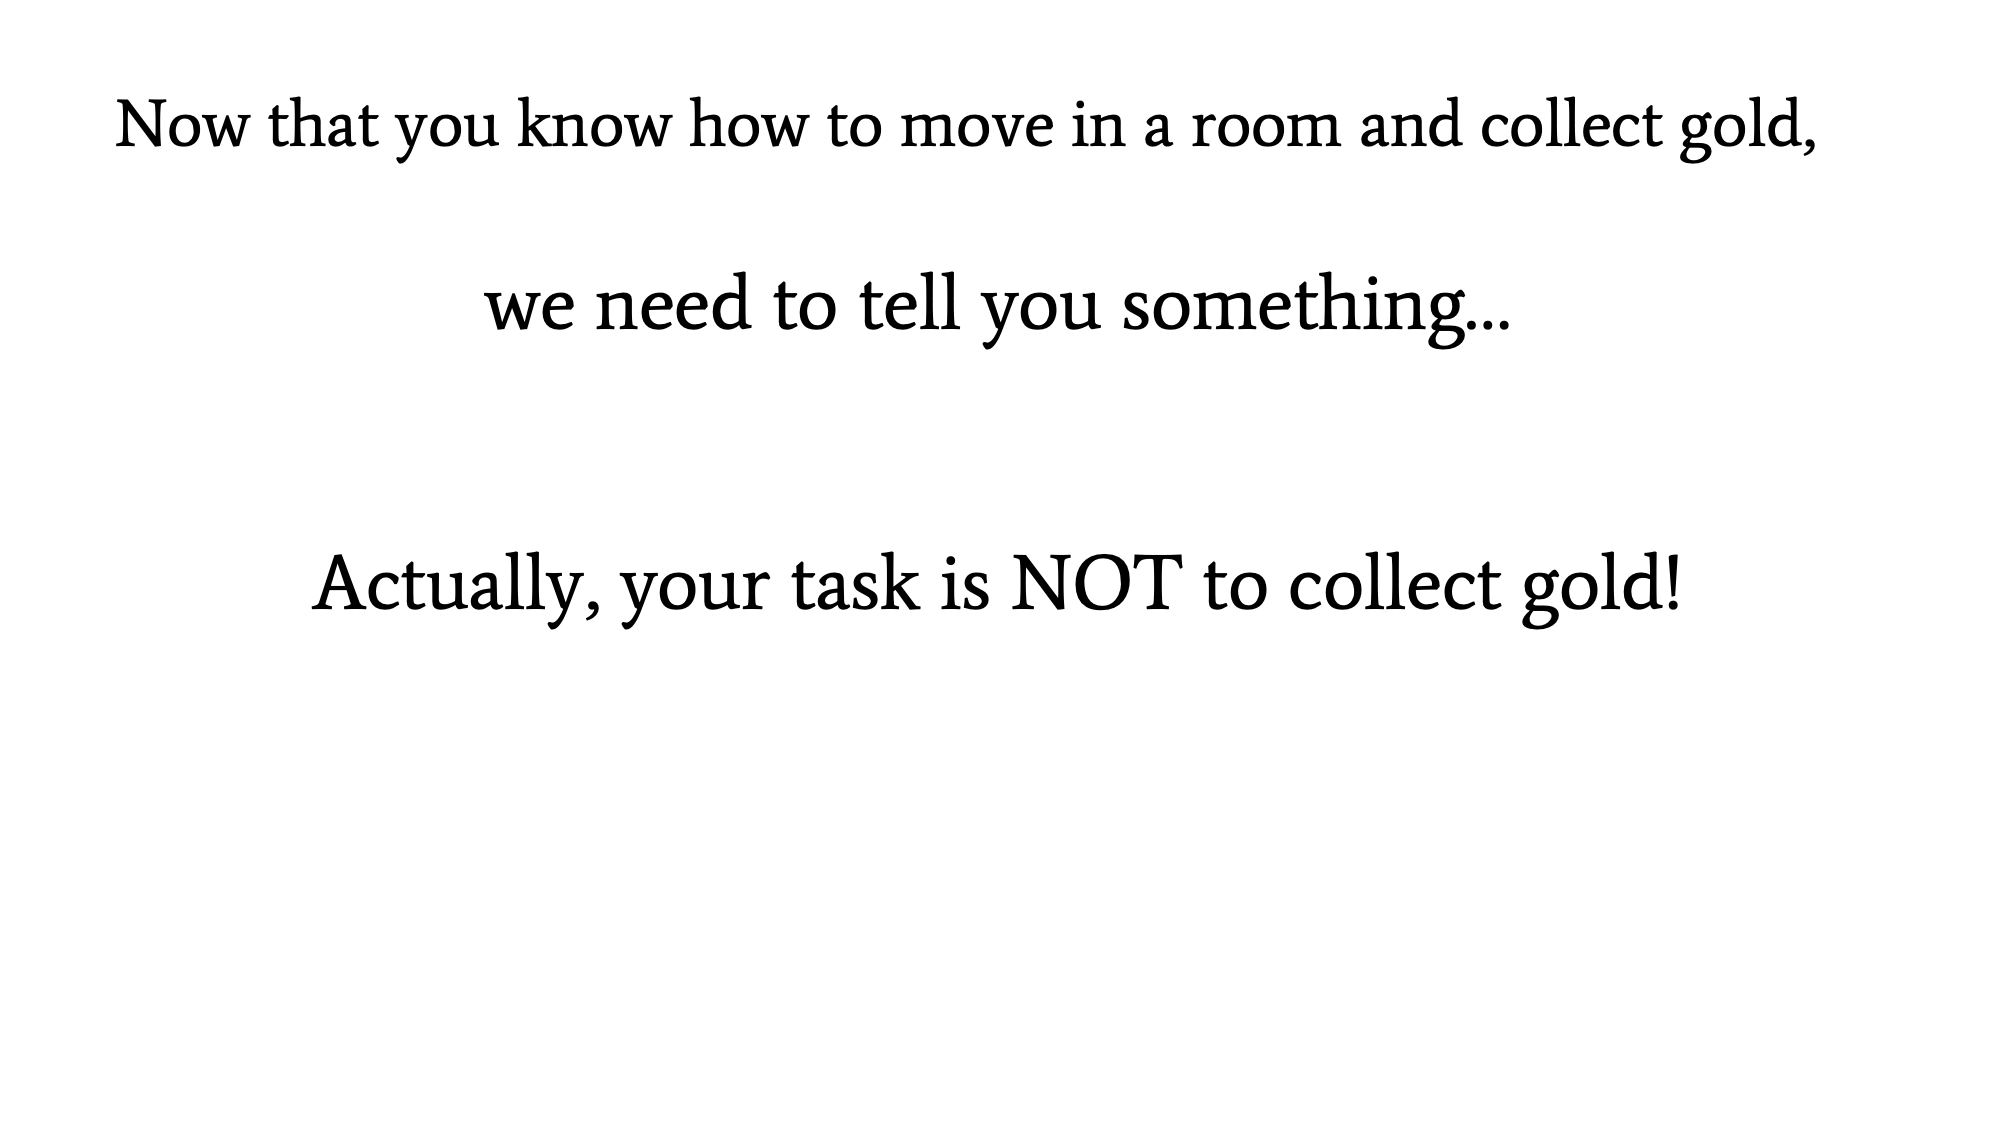 Now that you know how to move in a room and collect gold,
we need to tell you something...
Actually, your task is NOT to collect gold!